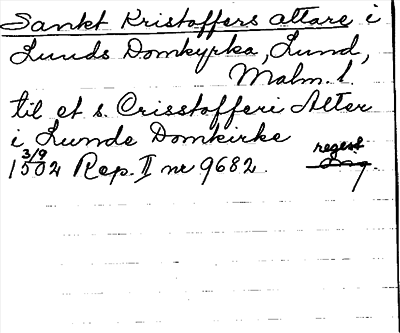 Sankt Kristoffers altare i
Lunds Domkyrka, Lund,
Malm. l.
til et s. Crisstofferi Alter
i Lunde Domkirke
3/9
1502 Rep. II nr 9682. regest